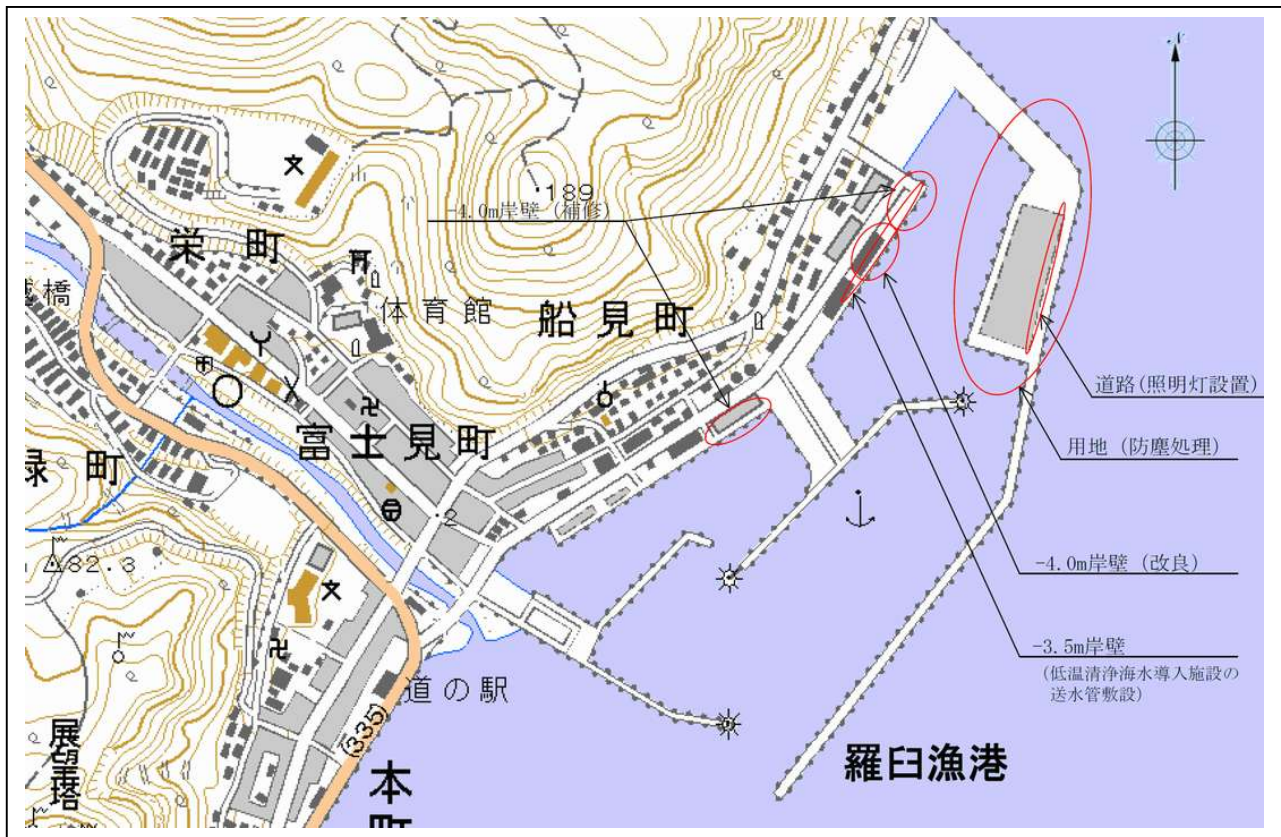 N
189
-4.0m岸壁 (補修)
栄町
橋
体育館
船見町
道路(照明灯設置)
富士見町
用地 (防塵処理)
緑町
2
82.3
-4.0m岸壁 (改良)
-3.5m岸壁
(低温清浄海水導入施設の
送水管敷設)
道の駅
(335)
展望塔
本町
羅臼漁港